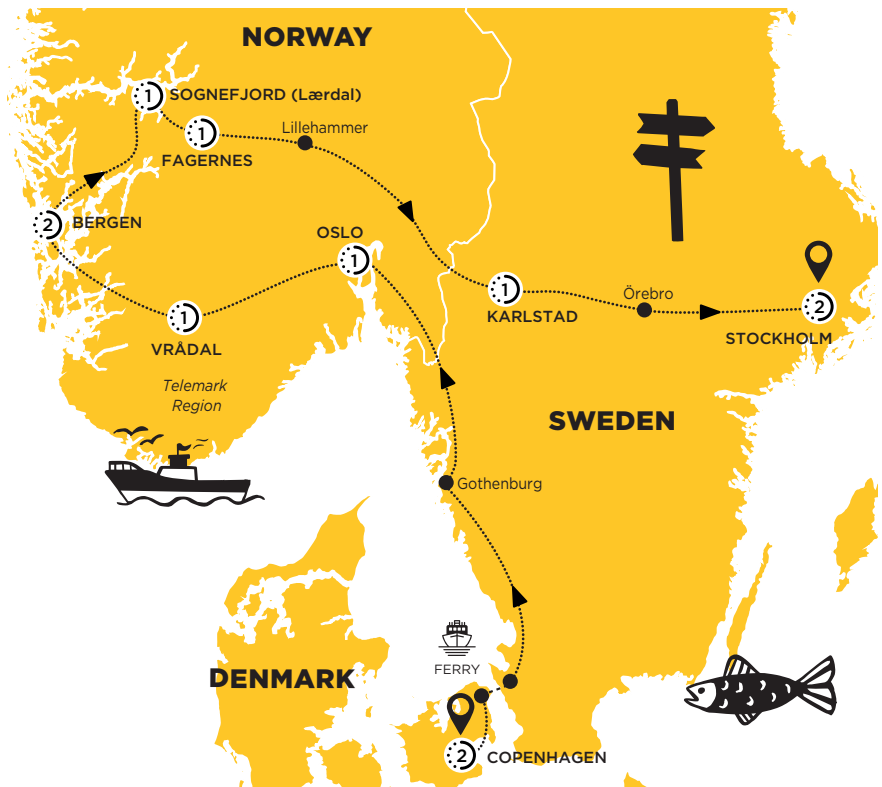 NORWAY
1
SOGNEFJORD (Lærdal)
1
FAGERNES
Lillehammer
2
BERGEN
OSLO
1
1
VRÅDAL
Telemark
Region
1
KARLSTAD
Örebro
2
STOCKHOLM
SWEDEN
Gothenburg
FERRY
DENMARK
2
COPENHAGEN